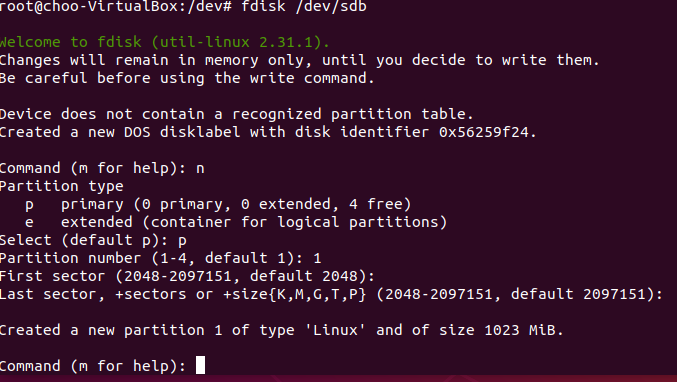 root@choo-VirtualBox:/dev# fdisk /dev/sdb
Welcome to fdisk (util-linux 2.31.1).
Changes will remain in memory only, until you decide to write them.
Be careful before using the write command.
Device does not contain a recognized partition table.
Created a new DOS disklabel with disk identifier 0x56259f24.
Command (m for help): n
Partition type
   p   primary (0 primary, 0 extended, 4 free)
   e   extended (container for logical partitions)
Select (default p): p
Partition number (1-4, default 1): 1
First sector (2048-2097151, default 2048):
Last sector, +sectors or +size{K,M,G,T,P} (2048-2097151, default 2097151):
Created a new partition 1 of type 'Linux' and of size 1023 MiB.
Command (m for help):